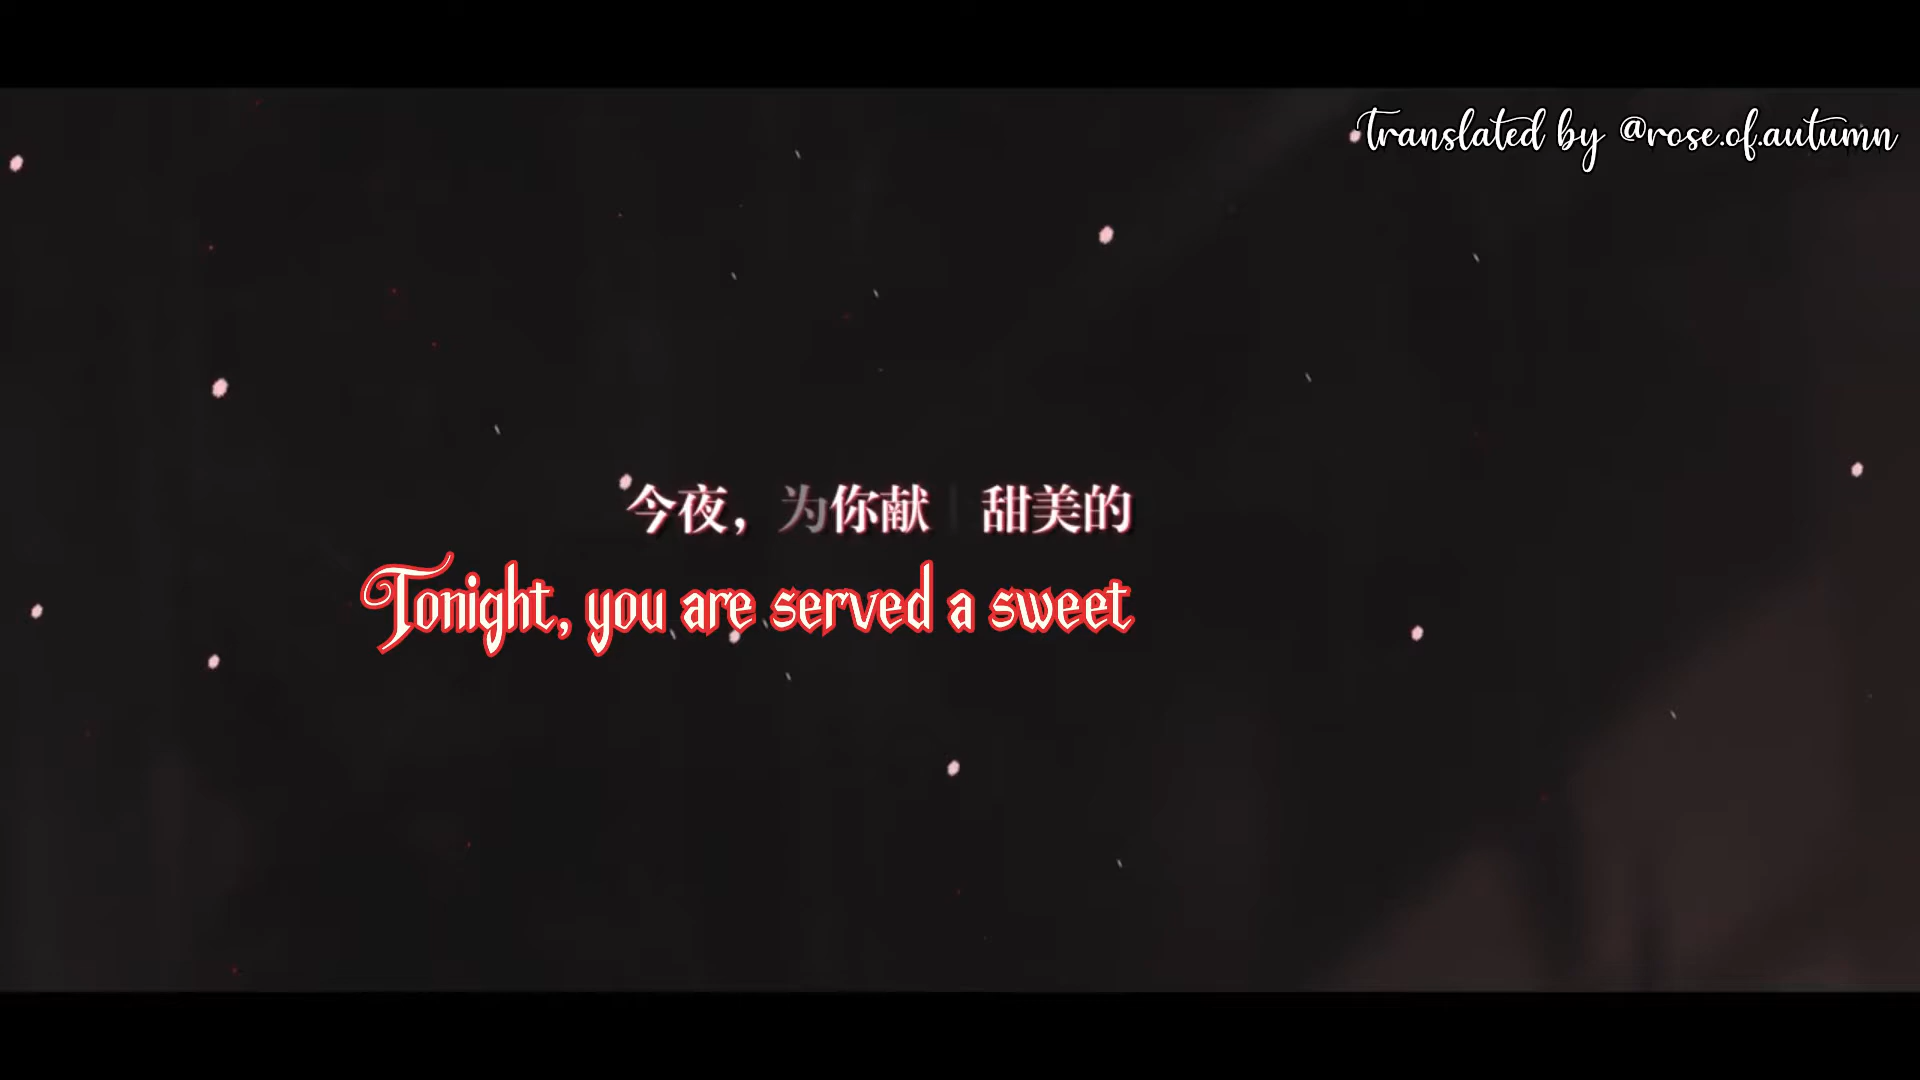 Translated by @rose.of.autumn
今夜，为你献 甜美的
Tonight, you are served a sweet